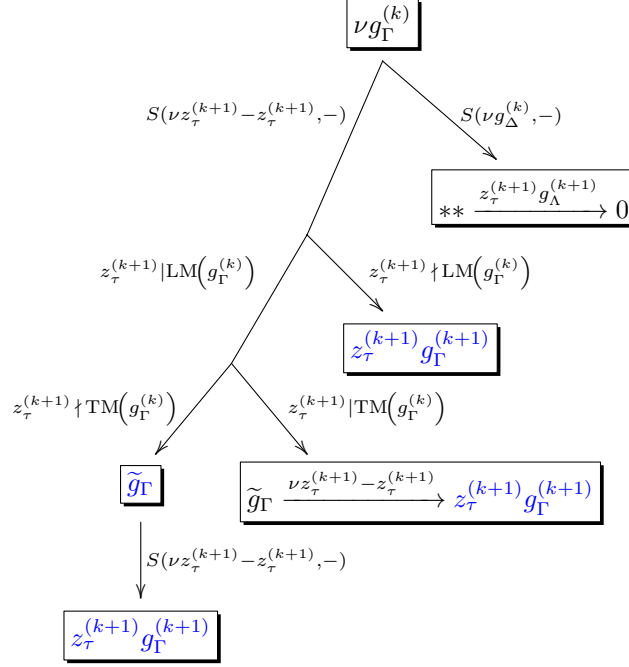 νg_Γ^(k)
S(νz_τ^(k+1)−z_τ^(k+1),−)
S(νg_Δ^(k),−)
** —z_τ^(k+1)g_Λ^(k+1)→ 0
z_τ^(k+1)|LM(g_Γ^(k))
z_τ^(k+1)∤LM(g_Γ^(k))
z_τ^(k+1)g_Γ^(k+1)
z_τ^(k+1)∤TM(g_Γ^(k))
z_τ^(k+1)|TM(g_Γ^(k))
g̃_Γ
g̃_Γ —νz_τ^(k+1)−z_τ^(k+1)→ z_τ^(k+1)g_Γ^(k+1)
S(νz_τ^(k+1)−z_τ^(k+1),−)
z_τ^(k+1)g_Γ^(k+1)